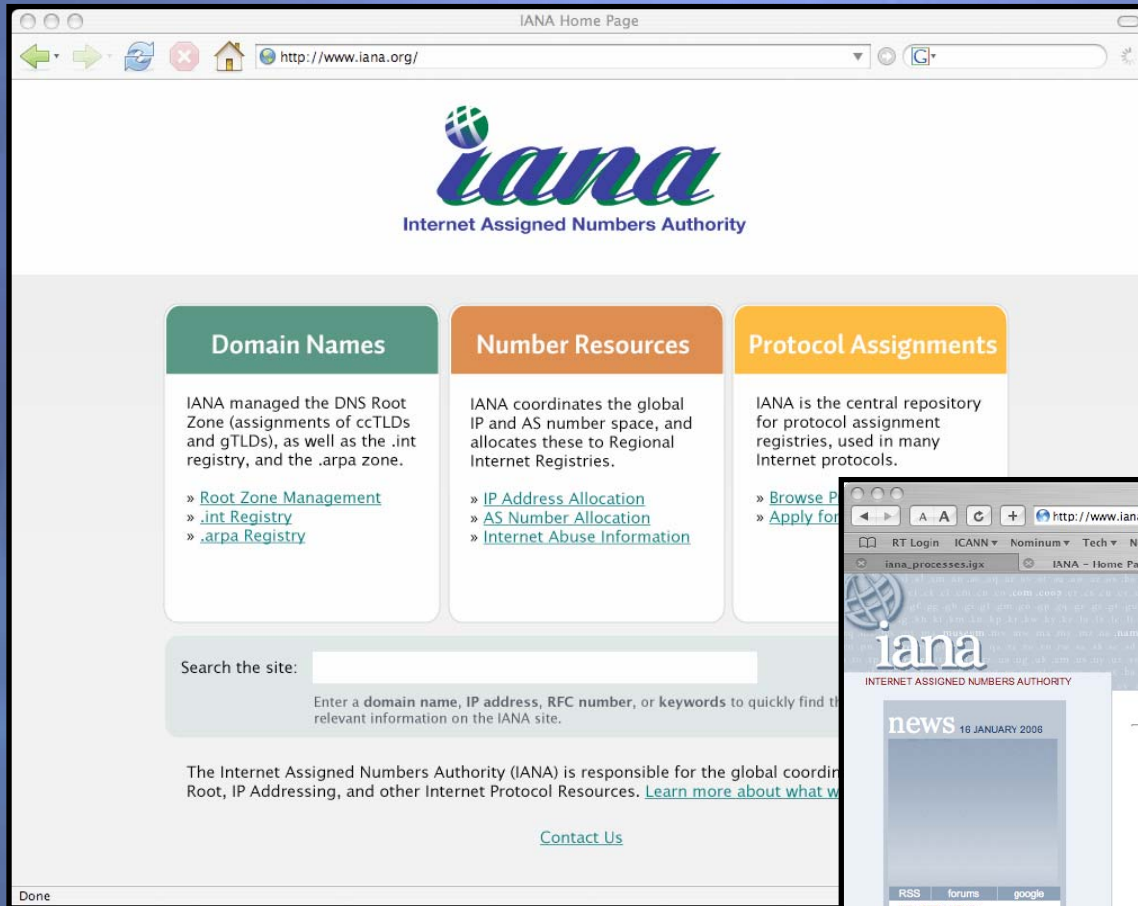 IANA Home Page
http://www.iana.org/
G
iana
Internet Assigned Numbers Authority
Domain Names
IANA managed the DNS Root
Zone (assignments of ccTLDs
and gTLDs), as well as the .int
registry, and the .arpa zone.
» Root Zone Management
» .int Registry
» .arpa Registry
Number Resources
IANA coordinates the global
IP and AS number space, and
allocates these to Regional
Internet Registries.
» IP Address Allocation
» AS Number Allocation
» Internet Abuse Information
Protocol Assignments
IANA is the central repository
for protocol assignment
registries, used in many
Internet protocols.
» Browse P
» Apply for
Search the site:
Enter a domain name, IP address, RFC number, or keywords to quickly find th
relevant information on the IANA site.
The Internet Assigned Numbers Authority (IANA) is responsible for the global coordin
Root, IP Addressing, and other Internet Protocol Resources. Learn more about what w
Contact Us
Done
A A C + http://www.iana
RT Login ICANN Nominum Tech N
iana_processes.igx IANA – Home Pa
iana
INTERNET ASSIGNED NUMBERS AUTHORITY
news 16 JANUARY 2006
RSS forums google